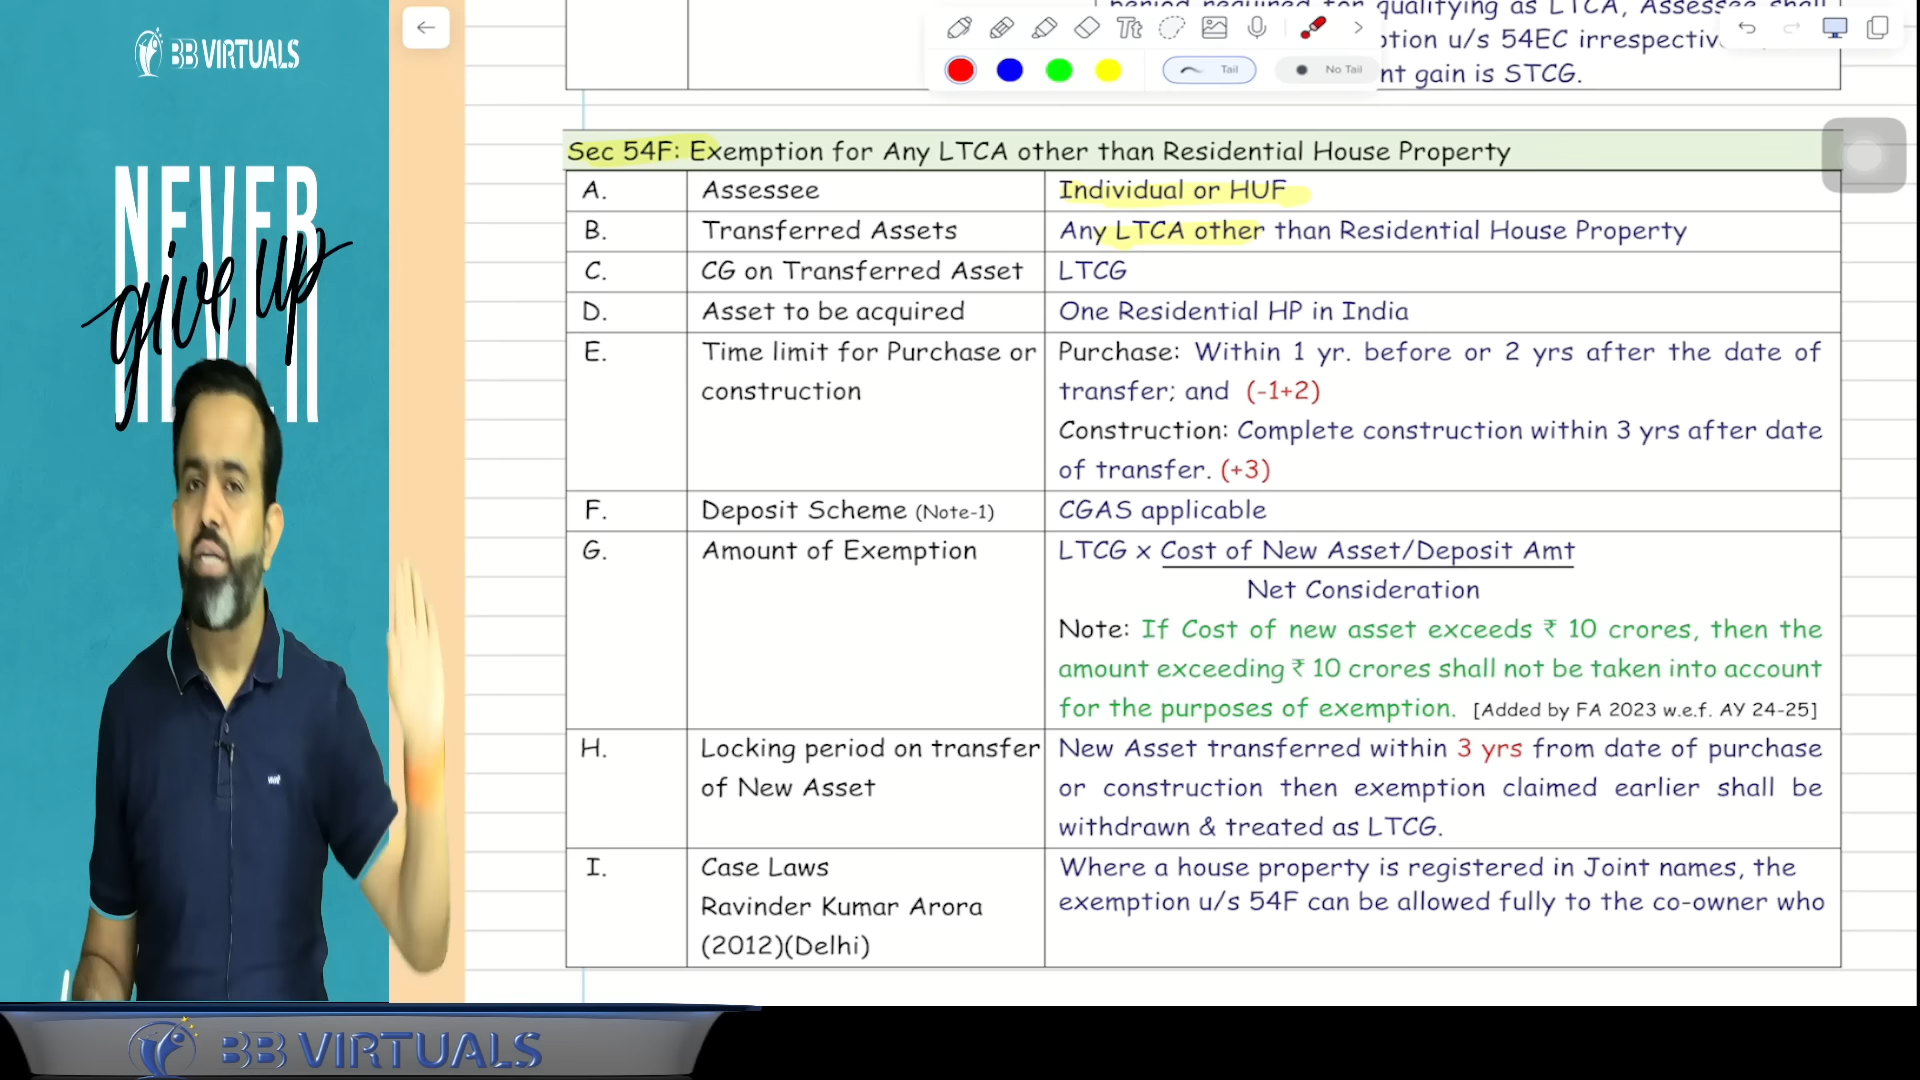 BB VIRTUALS
NEVER
give up
NEVER
period required for qualifying as LTCA, Assessee shall
ption u/s 54EC
nt gain is STCG.
Tt
Tail
No Tail
Sec 54F: Exemption for Any LTCA other than Residential House Property
A. Assessee Individual or HUF
B. Transferred Assets Any LTCA other than Residential House Property
C. CG on Transferred Asset LTCG
D. Asset to be acquired One Residential HP in India
E. Time limit for Purchase or construction Purchase: Within 1 yr. before or 2 yrs after the date of
transfer; and (-1+2)
Construction: Complete construction within 3 yrs after date
of transfer. (+3)
F. Deposit Scheme (Note-1) CGAS applicable
G. Amount of Exemption LTCG x Cost of New Asset/Deposit Amt
Net Consideration
Note: If Cost of new asset exceeds ₹ 10 crores, then the
amount exceeding ₹ 10 crores shall not be taken into account
for the purposes of exemption. [Added by FA 2023 w.e.f. AY 24-25]
H. Locking period on transfer
of New Asset
New Asset transferred within 3 yrs from date of purchase
or construction then exemption claimed earlier shall be
withdrawn & treated as LTCG.
I. Case Laws
Ravinder Kumar Arora
(2012)(Delhi)
Where a house property is registered in Joint names, the
exemption u/s 54F can be allowed fully to the co-owner who
BB VIRTUALS